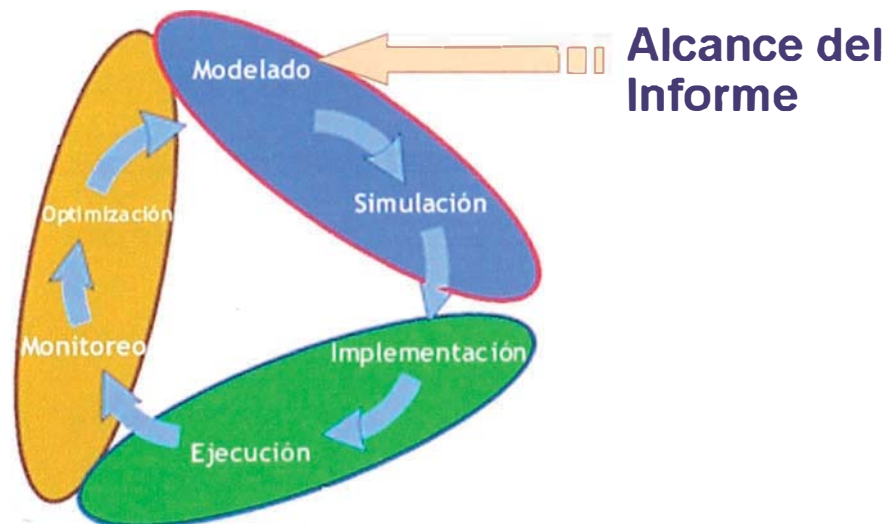 Alcance del
Informe
Modelado
Simulación
Implementación
Ejecución
Monitoreo
Optimización